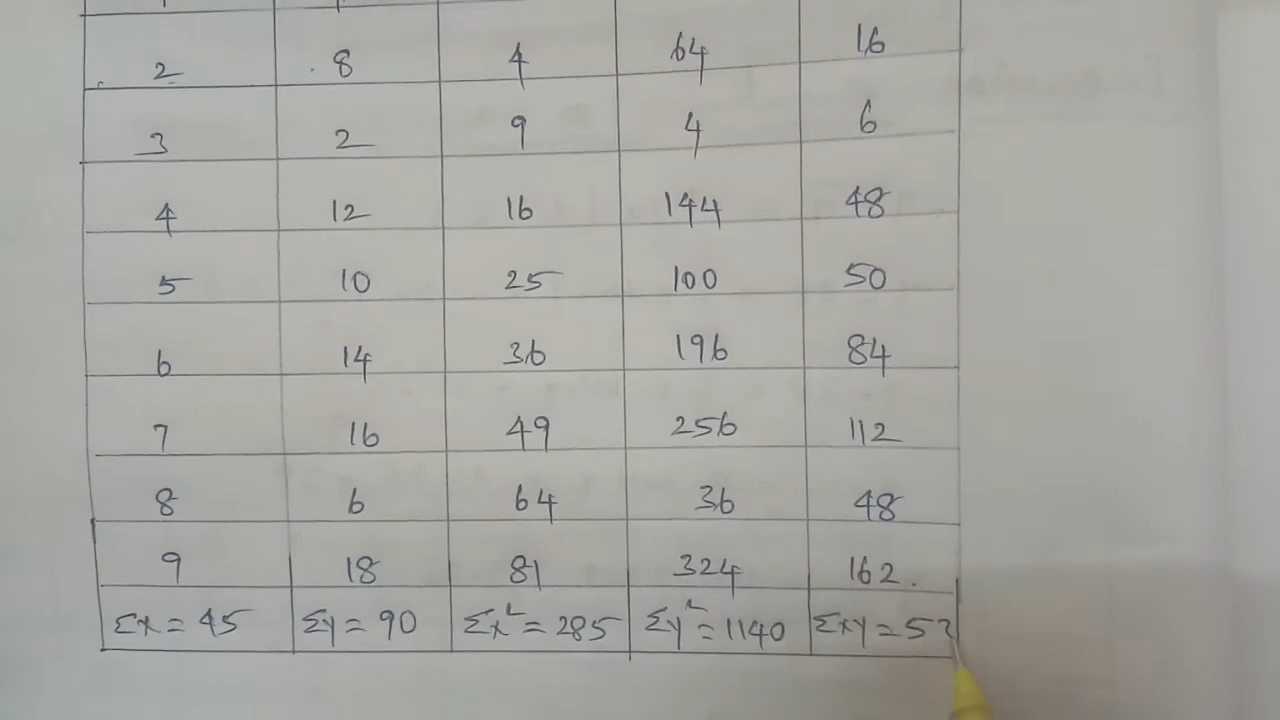 2 8 4 64 16
3 2 9 4 6
4 12 16 144 48
5 10 25 100 50
6 14 36 196 84
7 16 49 256 112
8 6 64 36 48
9 18 81 324 162.
Σx = 45 Σy = 90 Σx² = 285 Σy² = 1140 Σxy = 5